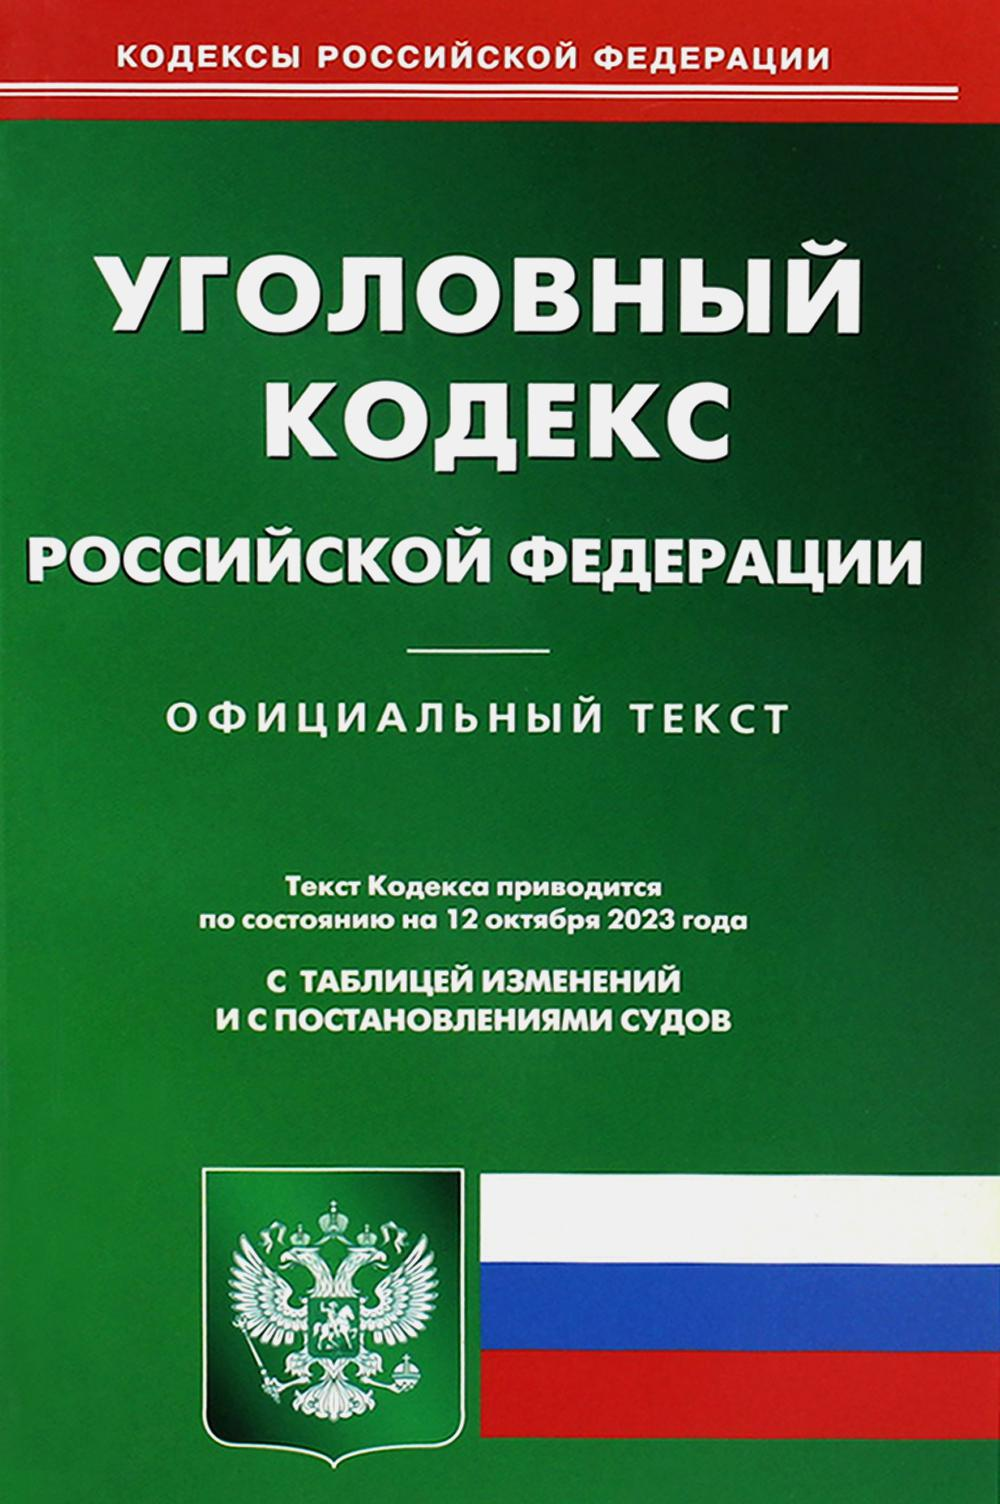 КОДЕКСЫ РОССИЙСКОЙ ФЕДЕРАЦИИ
УГОЛОВНЫЙ
КОДЕКС
РОССИЙСКОЙ ФЕДЕРАЦИИ
ОФИЦИАЛЬНЫЙ ТЕКСТ
Текст Кодекса приводится
по состоянию на 12 октября 2023 года
С ТАБЛИЦЕЙ ИЗМЕНЕНИЙ
И С ПОСТАНОВЛЕНИЯМИ СУДОВ